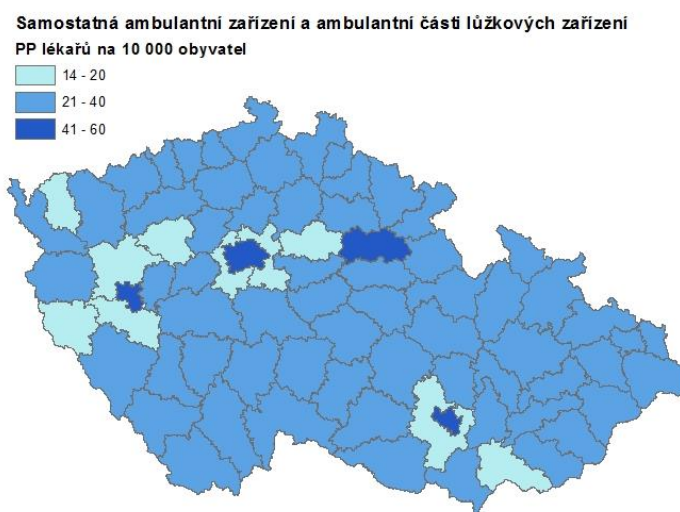 Samostatná ambulantní zařízení a ambulantní části lůžkových zařízení
PP lékařů na 10 000 obyvatel
14 - 20
21 - 40
41 - 60